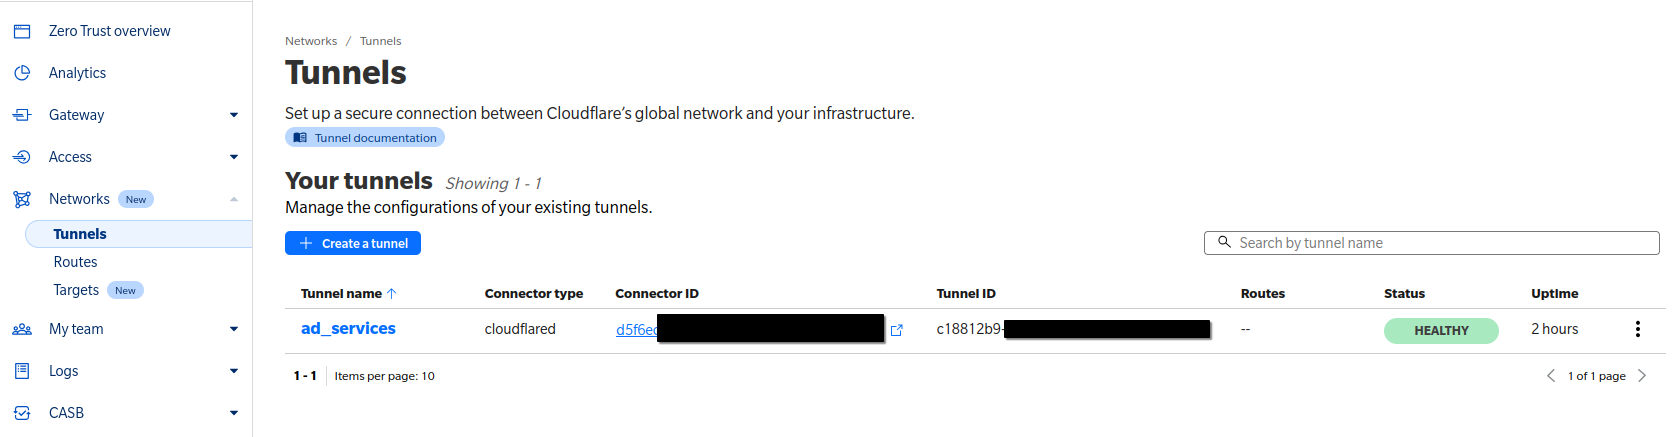 Zero Trust overview
Analytics
Gateway
Access
Networks New
Tunnels
Routes
Targets New
My team
Logs
CASB
Networks / Tunnels
Tunnels
Set up a secure connection between Cloudflare’s global network and your infrastructure.
Tunnel documentation
Your tunnels Showing 1 - 1
Manage the configurations of your existing tunnels.
+ Create a tunnel
Search by tunnel name
Tunnel name ↑ Connector type Connector ID Tunnel ID Routes Status Uptime
ad_services cloudflared d5f6ec c18812b9- -- HEALTHY 2 hours
1 - 1 Items per page: 10 1 of 1 page